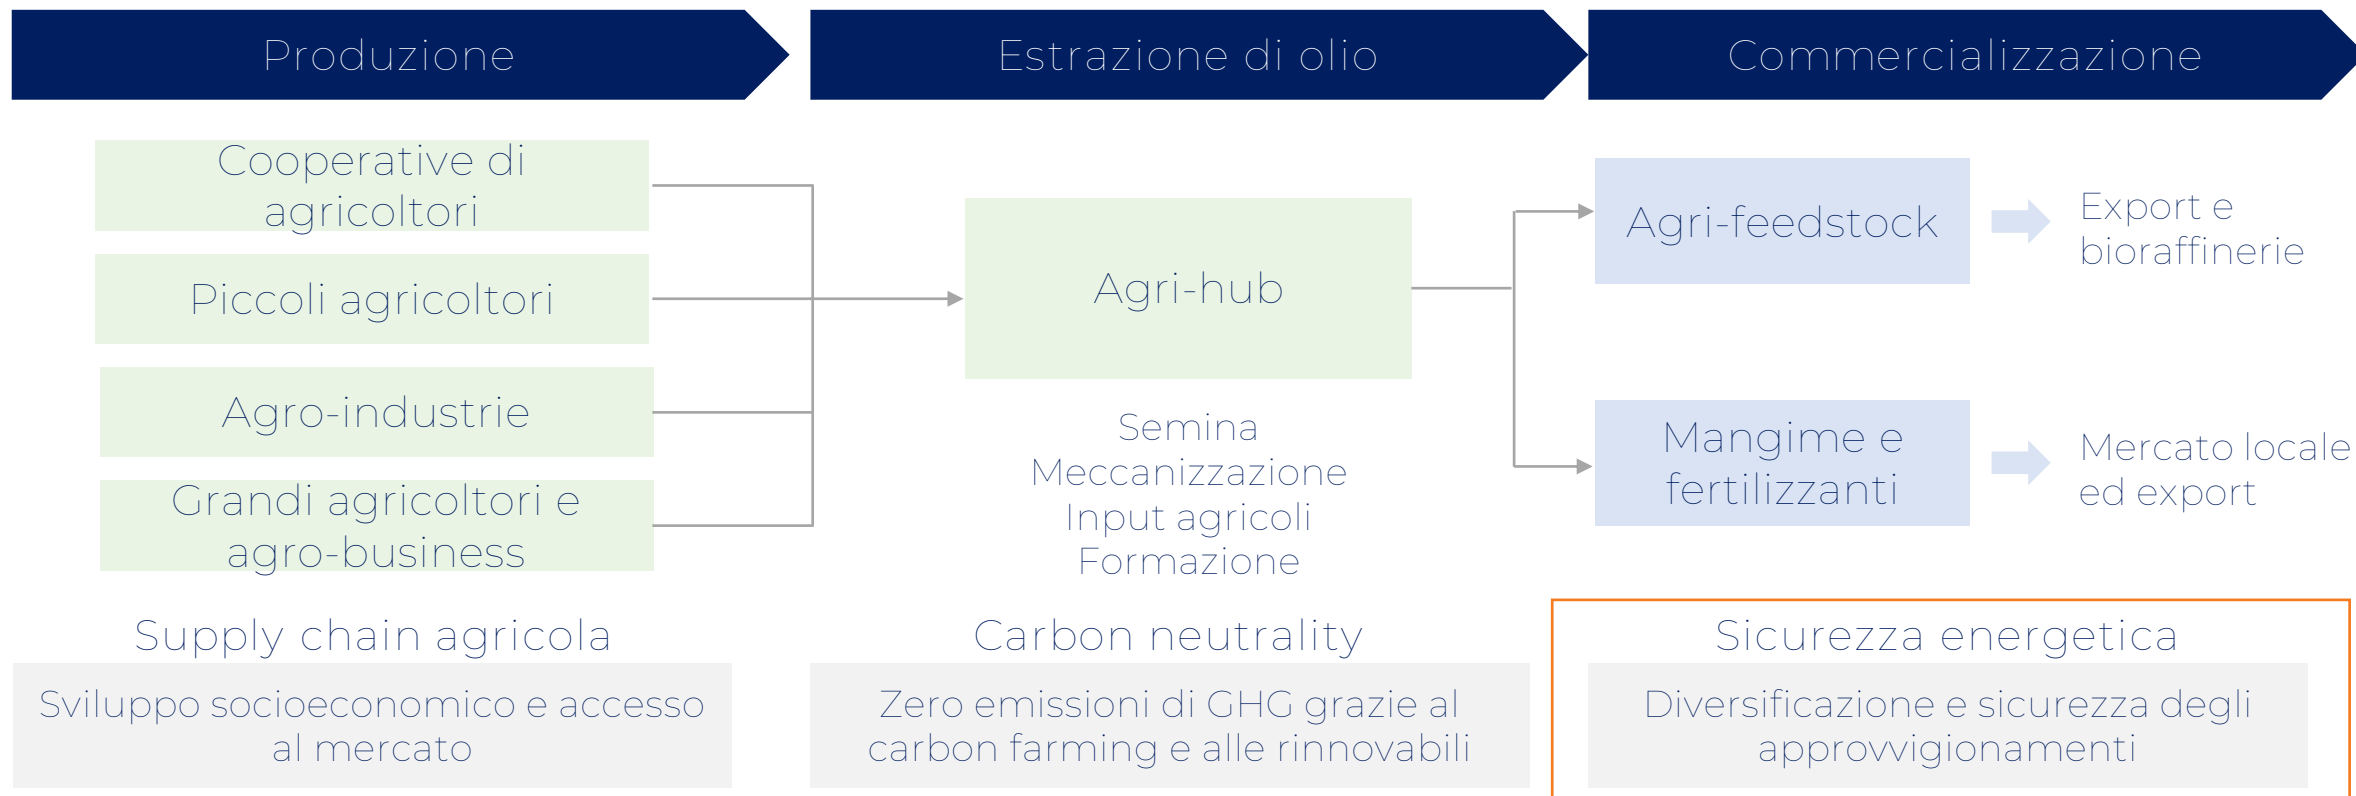 Produzione
Estrazione di olio
Commercializzazione
Cooperative di
agricoltori
Piccoli agricoltori
Agro-industrie
Grandi agricoltori e
agro-business
Agri-hub
Semina
Meccanizzazione
Input agricoli
Formazione
Agri-feedstock
Export e
bioraffinerie
Mangime e
fertilizzanti
Mercato locale
ed export
Supply chain agricola
Sviluppo socioeconomico e accesso
al mercato
Carbon neutrality
Zero emissioni di GHG grazie al
carbon farming e alle rinnovabili
Sicurezza energetica
Diversificazione e sicurezza degli
approvvigionamenti